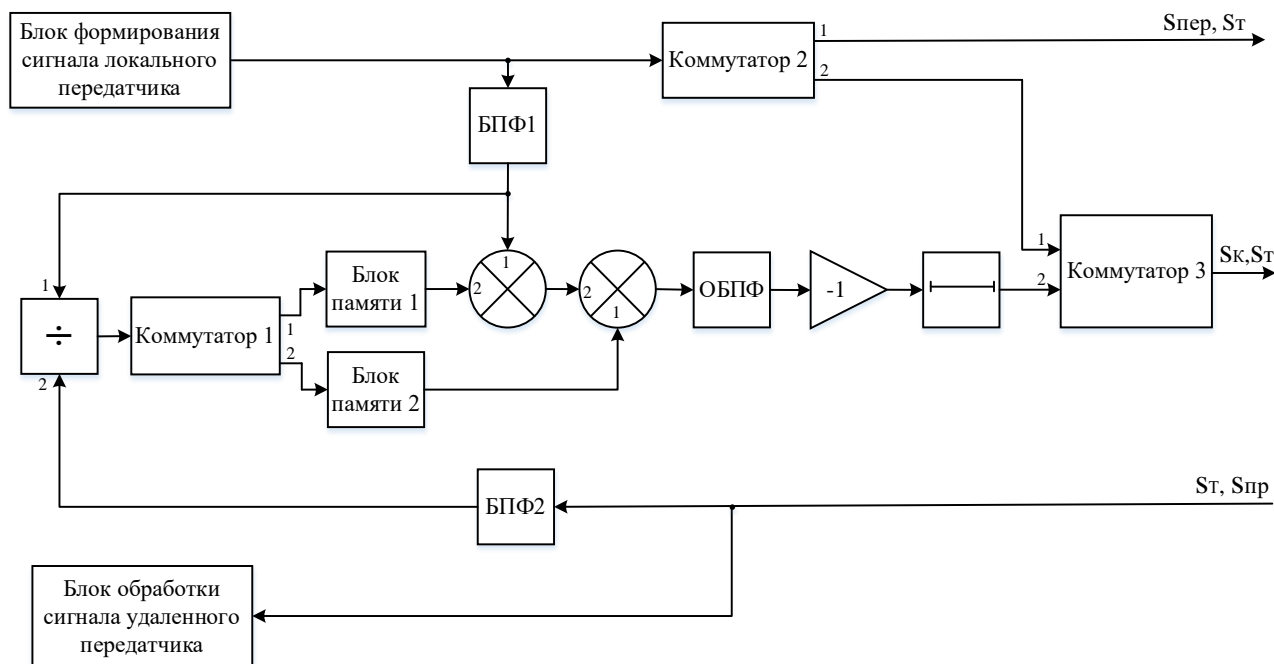 Блок формирования
сигнала локального
передатчика
Коммутатор 2
1
2
Sпер, Sт
БПФ1
1
÷
2
Коммутатор 1
1
2
Блок
памяти 1
Блок
памяти 2
1
2
2
1
ОБПФ
-1
1
2
Коммутатор 3
Sк,Sт
БПФ2
Sт, Sпр
Блок обработки
сигнала удаленного
передатчика